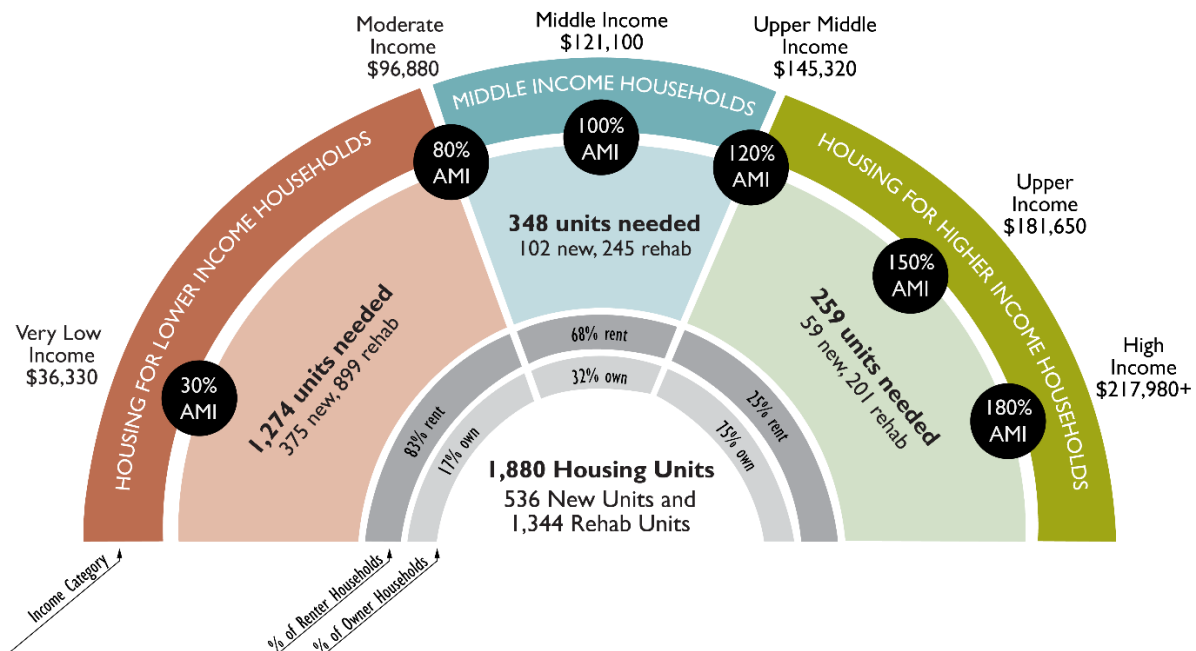 Moderate
Income
$96,880
Middle Income
$121,100
Upper Middle
Income
$145,320
Upper
Income
$181,650
High
Income
$217,980+
Very Low
Income
$36,330
HOUSING FOR LOWER INCOME HOUSEHOLDS
MIDDLE INCOME HOUSEHOLDS
HOUSING FOR HIGHER INCOME HOUSEHOLDS
30%
AMI
80%
AMI
100%
AMI
120%
AMI
150%
AMI
180%
AMI
1,274 units needed
375 new, 899 rehab
348 units needed
102 new, 245 rehab
259 units needed
59 new, 201 rehab
83% rent
17% own
68% rent
32% own
25% rent
75% own
1,880 Housing Units
536 New Units and
1,344 Rehab Units
Income Category
% of Renter Households
% of Owner Households